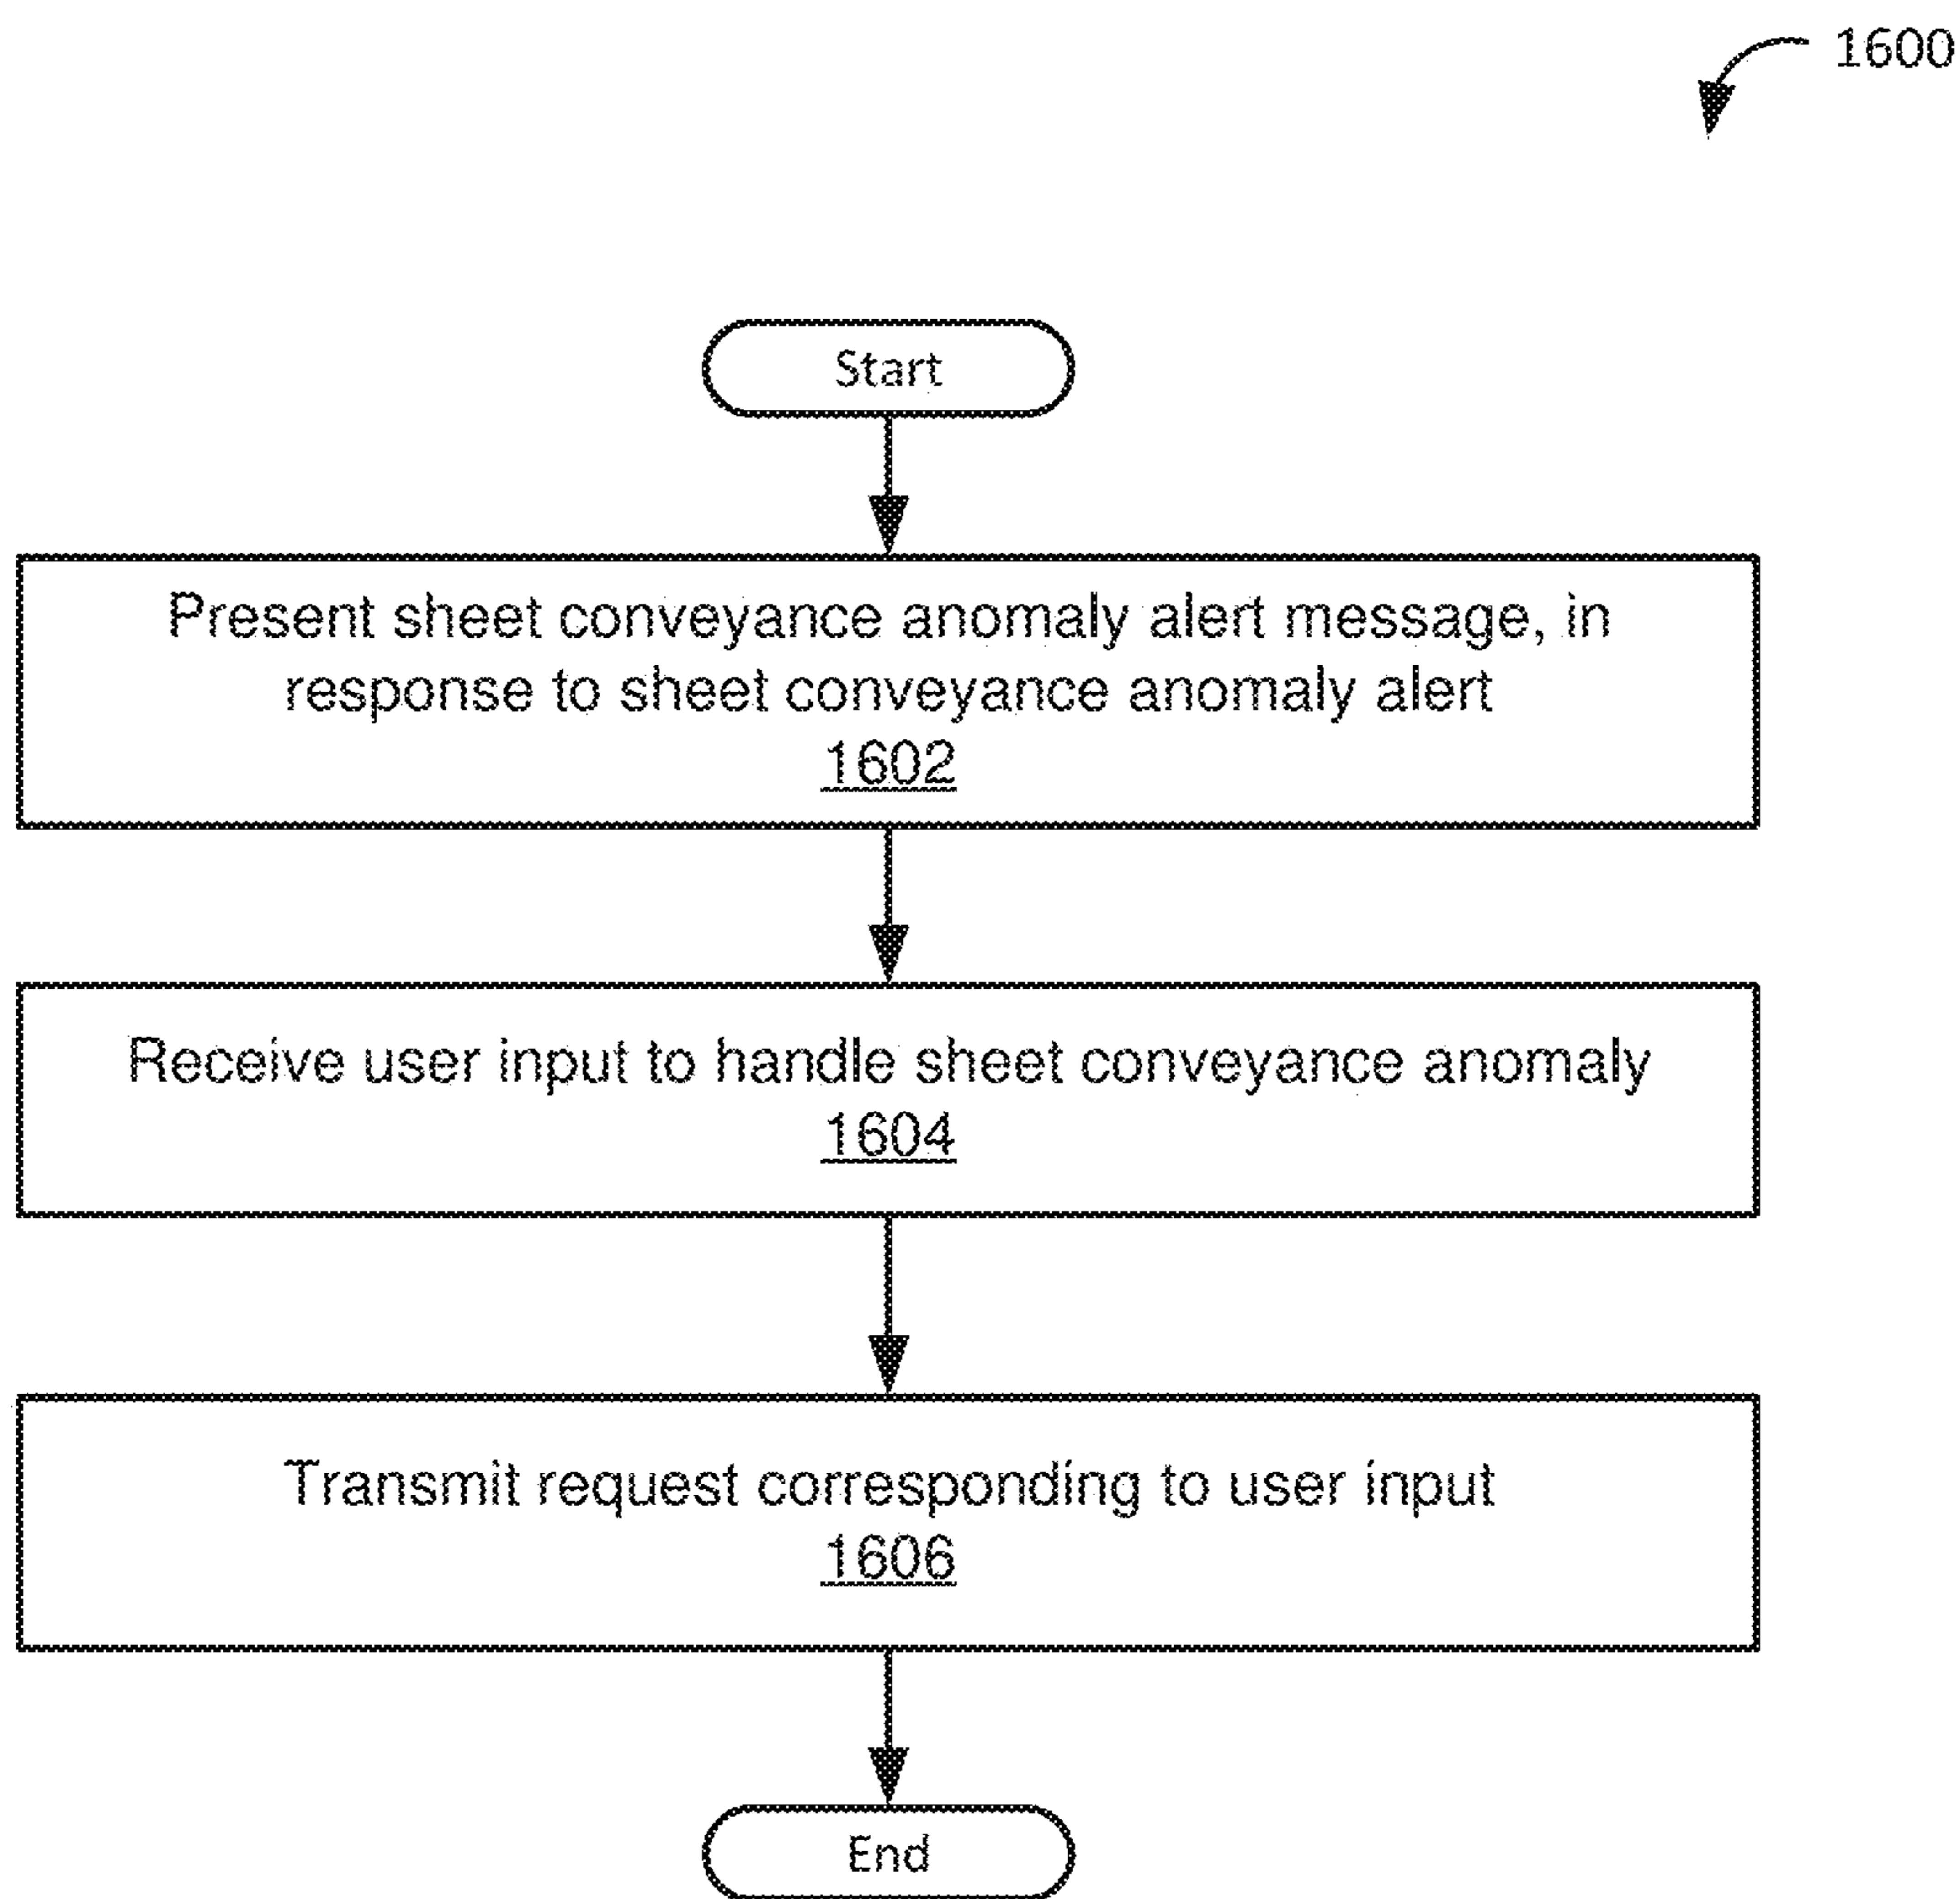 1600
Start
Present sheet conveyance anomaly alert message, in
response to sheet conveyance anomaly alert
1602
Receive user input to handle sheet conveyance anomaly
1604
Transmit request corresponding to user input
1606
End